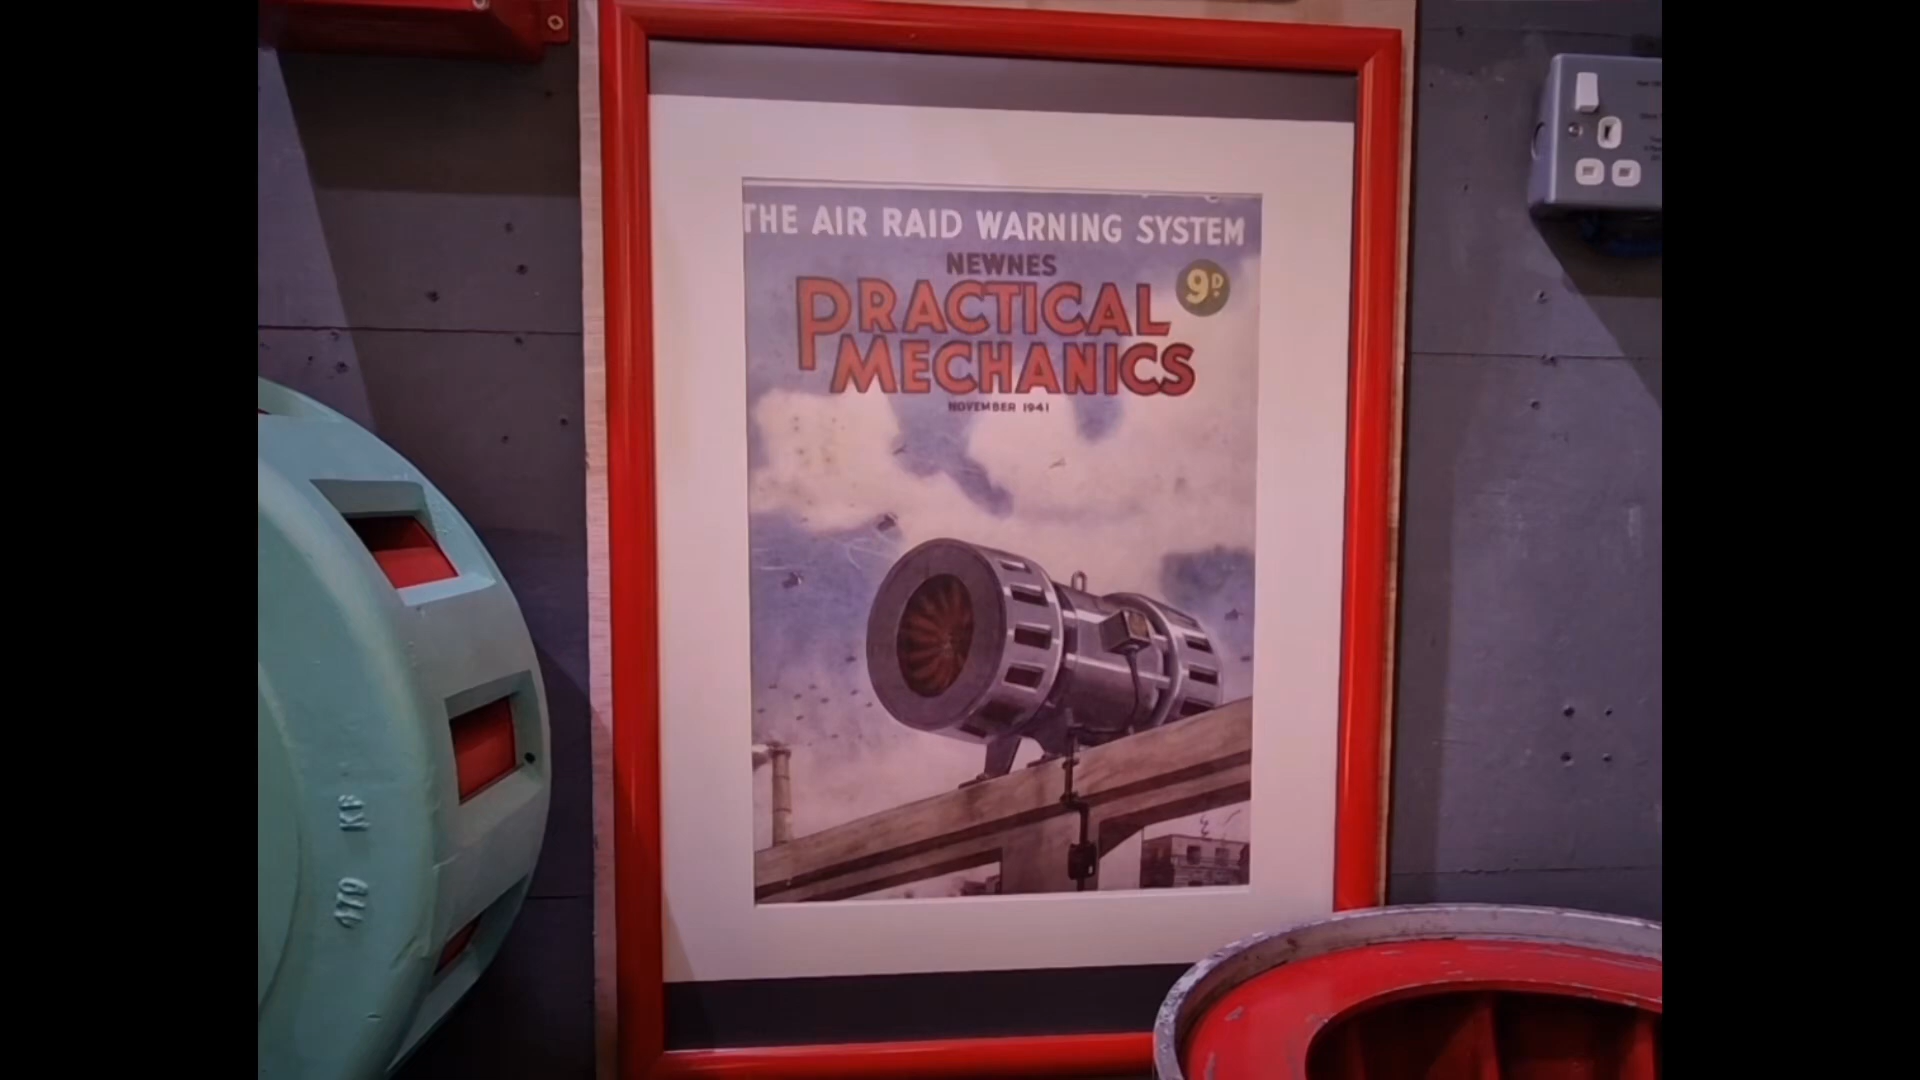 THE AIR RAID WARNING SYSTEM
NEWNES
9D.
PRACTICAL
MECHANICS
NOVEMBER 1941
KF
479